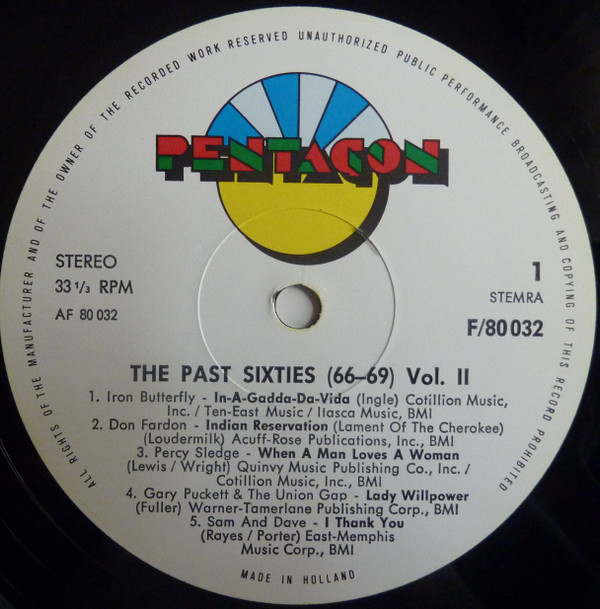 ALL RIGHTS OF THE MANUFACTURER AND OF THE OWNER OF THE RECORDED WORK RESERVED UNAUTHORIZED PUBLIC PERFORMANCE BROADCASTING AND COPYING OF THIS RECORD PROHIBITED
PENTAGON
STEREO
33 1/3 RPM
AF 80 032
1
STEMRA
F/80 032
THE PAST SIXTIES (66–69) Vol. II
1. Iron Butterfly - In-A-Gadda-Da-Vida (Ingle) Cotillion Music,
Inc. / Ten-East Music / Itasca Music, BMI
2. Don Fardon - Indian Reservation (Lament Of The Cherokee)
(Loudermilk) Acuff-Rose Publications, Inc., BMI
3. Percy Sledge - When A Man Loves A Woman
(Lewis / Wright) Quinvy Music Publishing Co., Inc. /
Cotillion Music, Inc., BMI
4. Gary Puckett & The Union Gap - Lady Willpower
(Fuller) Warner-Tamerlane Publishing Corp., BMI
5. Sam And Dave - I Thank You
(Rayes / Porter) East-Memphis
Music Corp., BMI
MADE IN HOLLAND